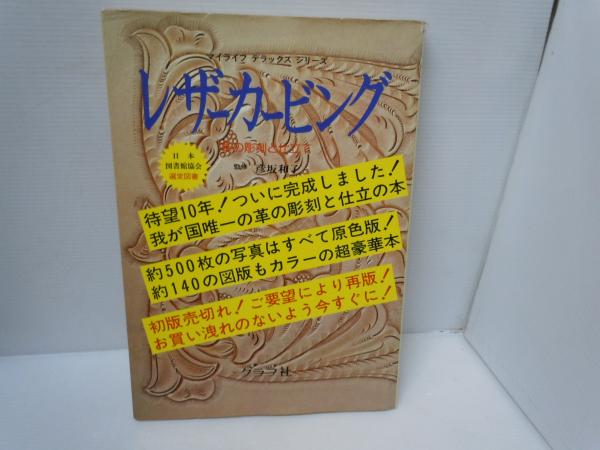 マイライフ デラックス シリーズ
レザーカービング
革の彫刻と仕立て
監修 彦坂和子
日本
図書館協会
選定図書
待望10年!ついに完成しました!
我が国唯一の革の彫刻と仕立の本
約500枚の写真はすべて原色版!
約140の図版もカラーの超豪華本
初版売切れ!ご要望により再版!
お買い洩れのないよう今すぐに!
グラフ社